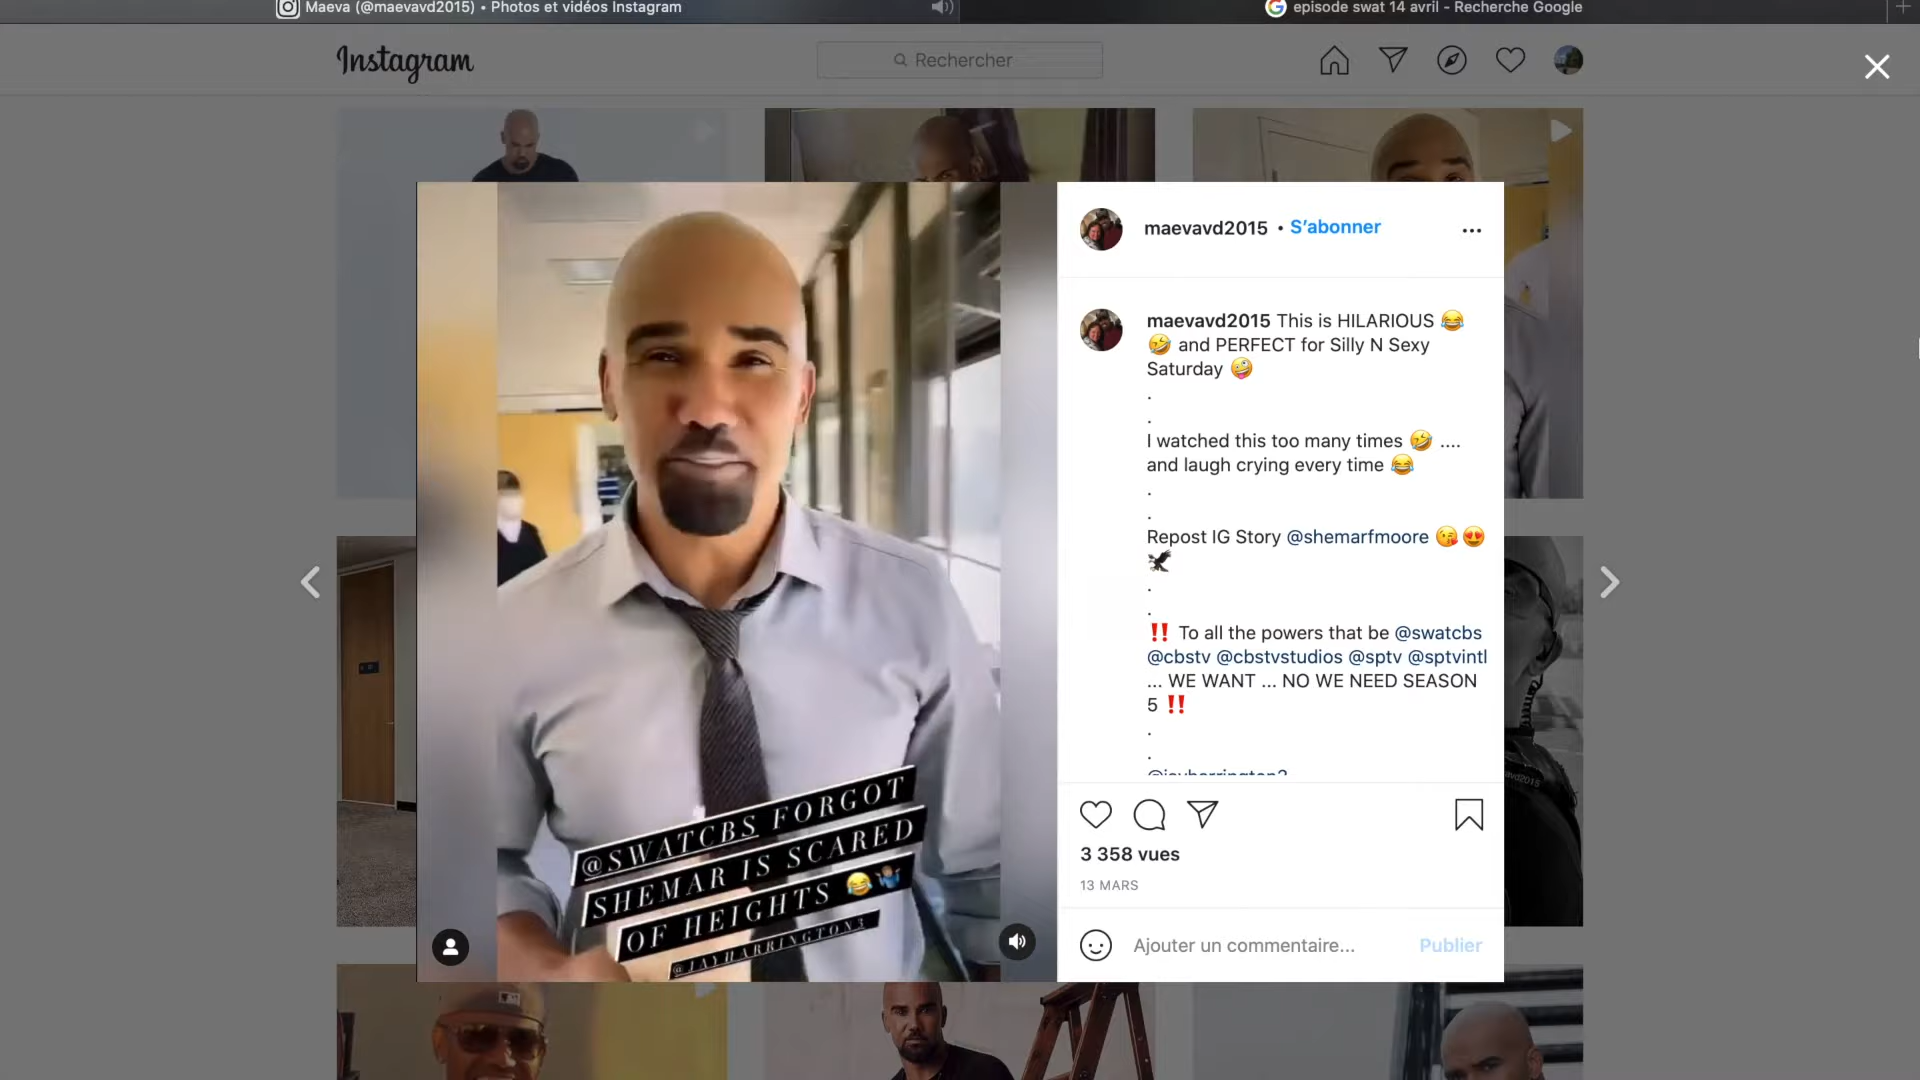 Maeva (@maevavd2015) • Photos et vidéos Instagram
episode swat 14 avril - Recherche Google
Instagram
Rechercher
@SWATCBS FORGOT
SHEMAR IS SCARED
OF HEIGHTS 😂🤷🏽‍♂️
@JAYHARRINGTON3
maevavd2015 • S'abonner
maevavd2015 This is HILARIOUS 😂
🤣 and PERFECT for Silly N Sexy
Saturday 🤪
.
.
I watched this too many times 🤣 ....
and laugh crying every time 😂
.
.
Repost IG Story @shemarfmoore 😘😍
🦅
.
.
‼️ To all the powers that be @swatcbs
@cbstv @cbstvstudios @sptv @sptvintl
... WE WANT ... NO WE NEED SEASON
5 ‼️
.
.
@jayharrington3
3 358 vues
13 MARS
Ajouter un commentaire...
Publier